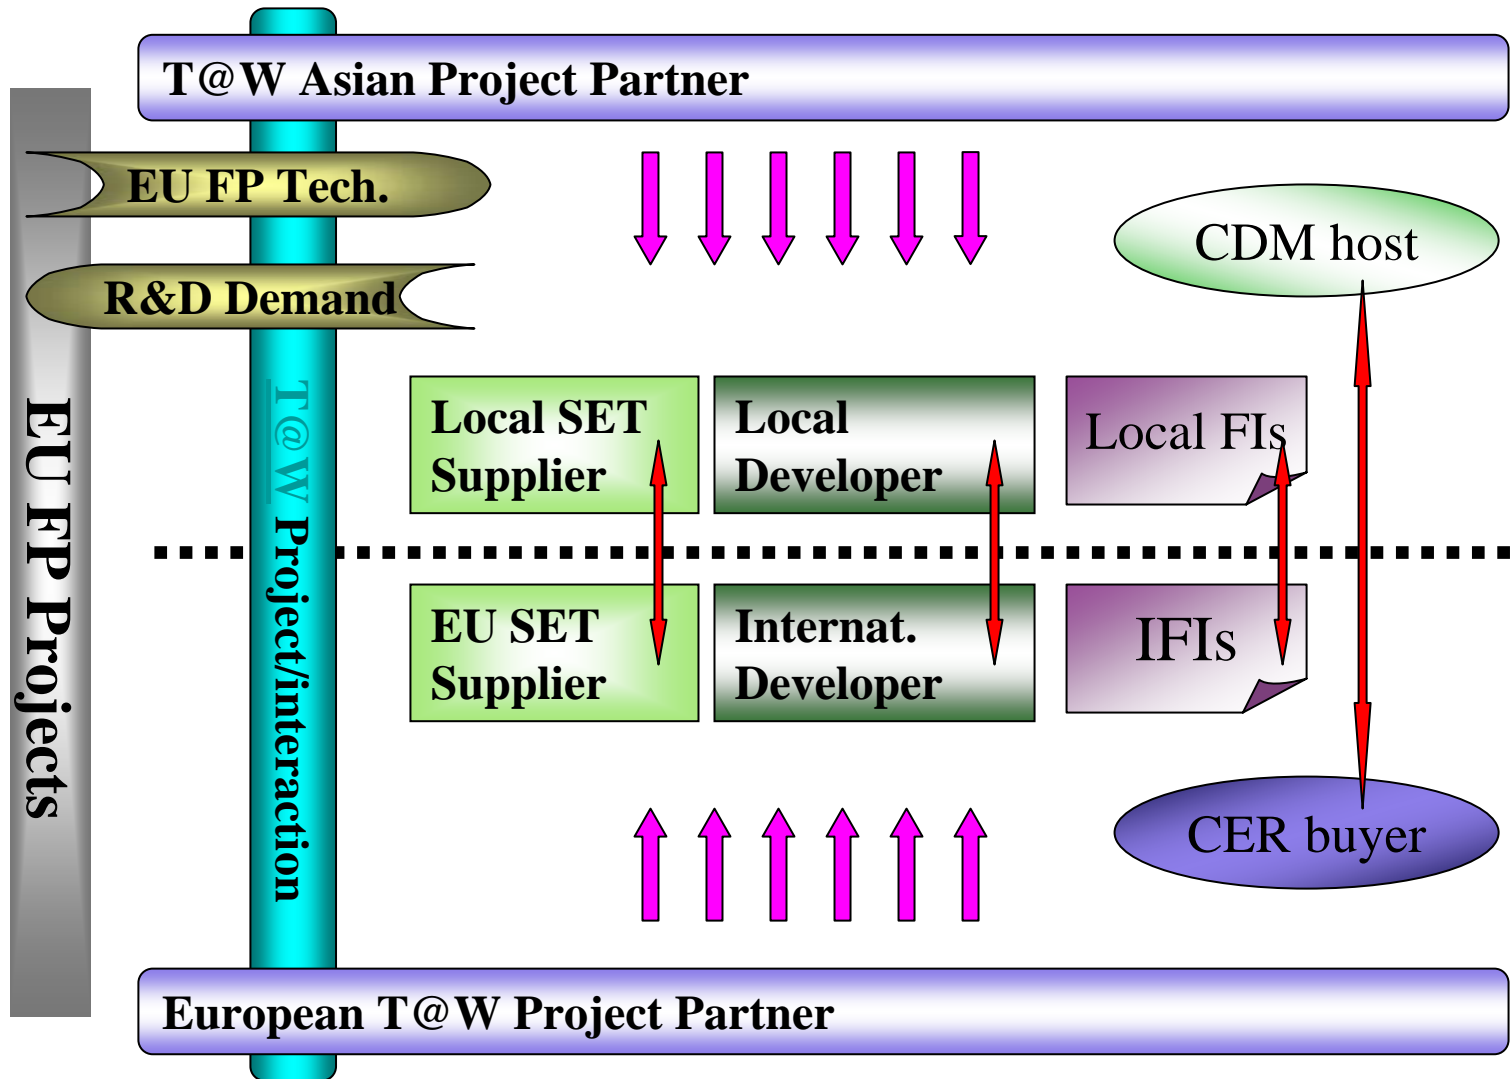 T@W Asian Project Partner
EU FP Tech.
R&D Demand
CDM host
EU FP Projects
T@W Project/interaction
Local SET
Supplier
Local
Developer
Local FIs
EU SET
Supplier
Internat.
Developer
IFIs
CER buyer
European T@W Project Partner